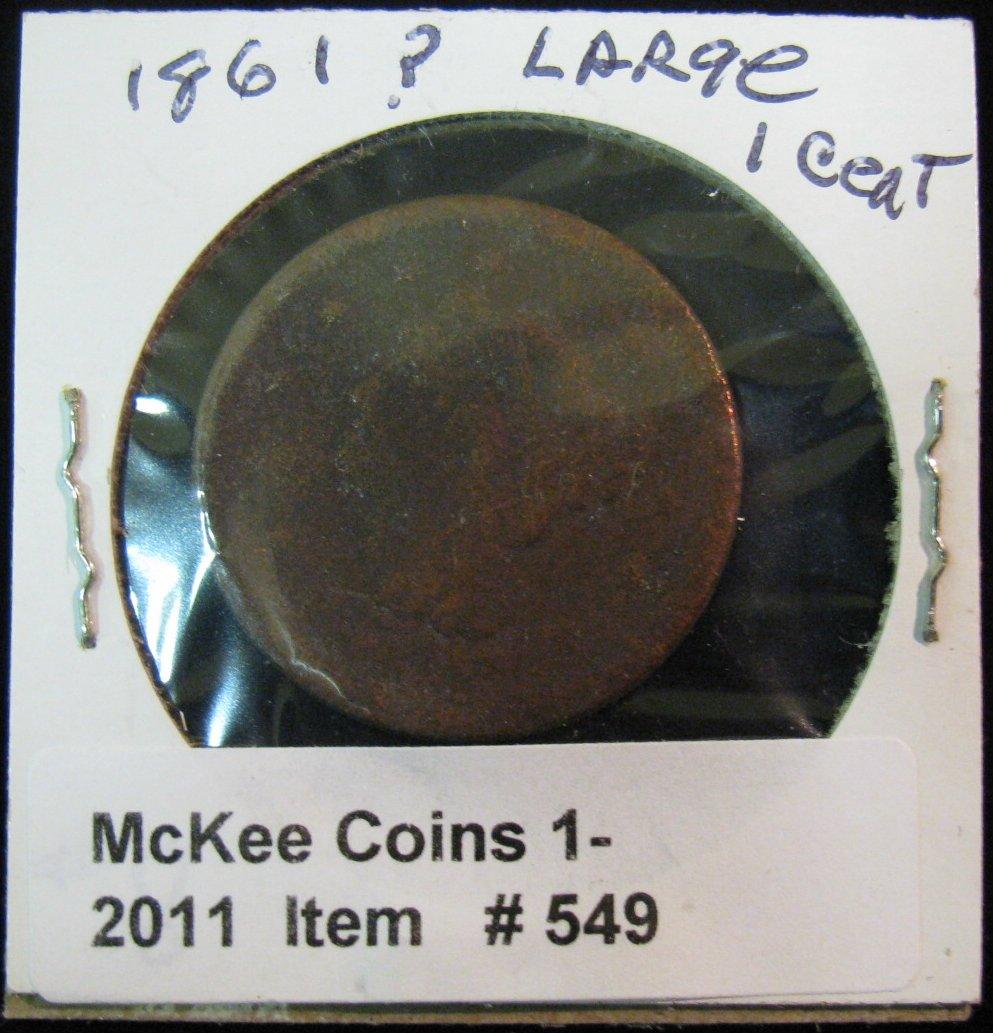 1861 ? LARge
1 CenT
McKee Coins 1-
2011 Item # 549